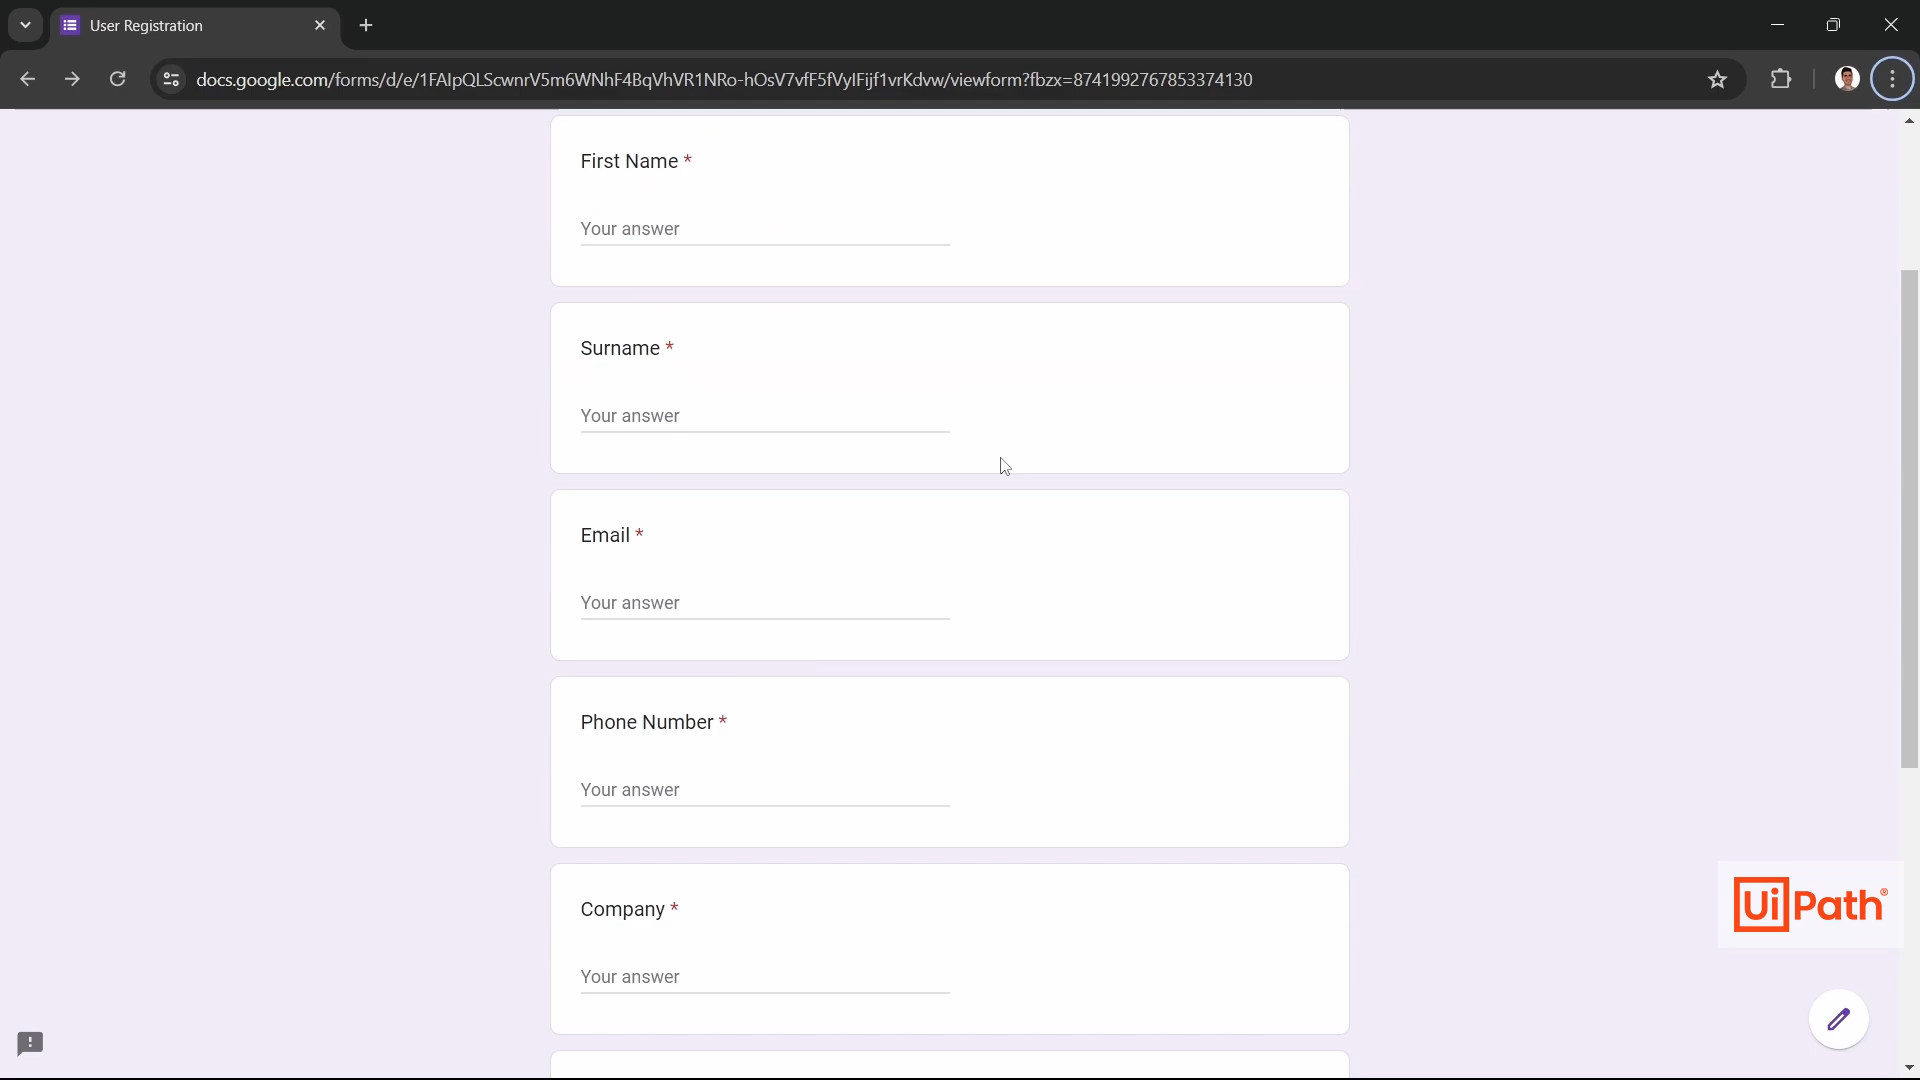 User Registration
docs.google.com/forms/d/e/1FAIpQLScwnrV5m6WNhF4BqVhVR1NRo-hOsV7vfF5fVyIFijf1vrKdvw/viewform?fbzx=8741992767853374130
First Name *
Your answer
Surname *
Your answer
Email *
Your answer
Phone Number *
Your answer
Company *
Your answer
UiPath®